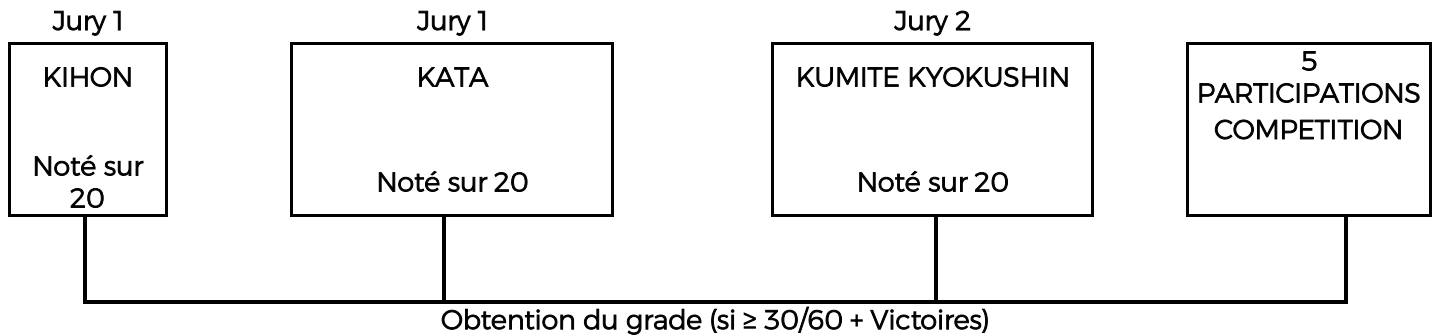 Jury 1
KIHON
Noté sur
20
Jury 1
KATA
Noté sur 20
Jury 2
KUMITE KYOKUSHIN
Noté sur 20
5
PARTICIPATIONS
COMPETITION
Obtention du grade (si ≥ 30/60 + Victoires)